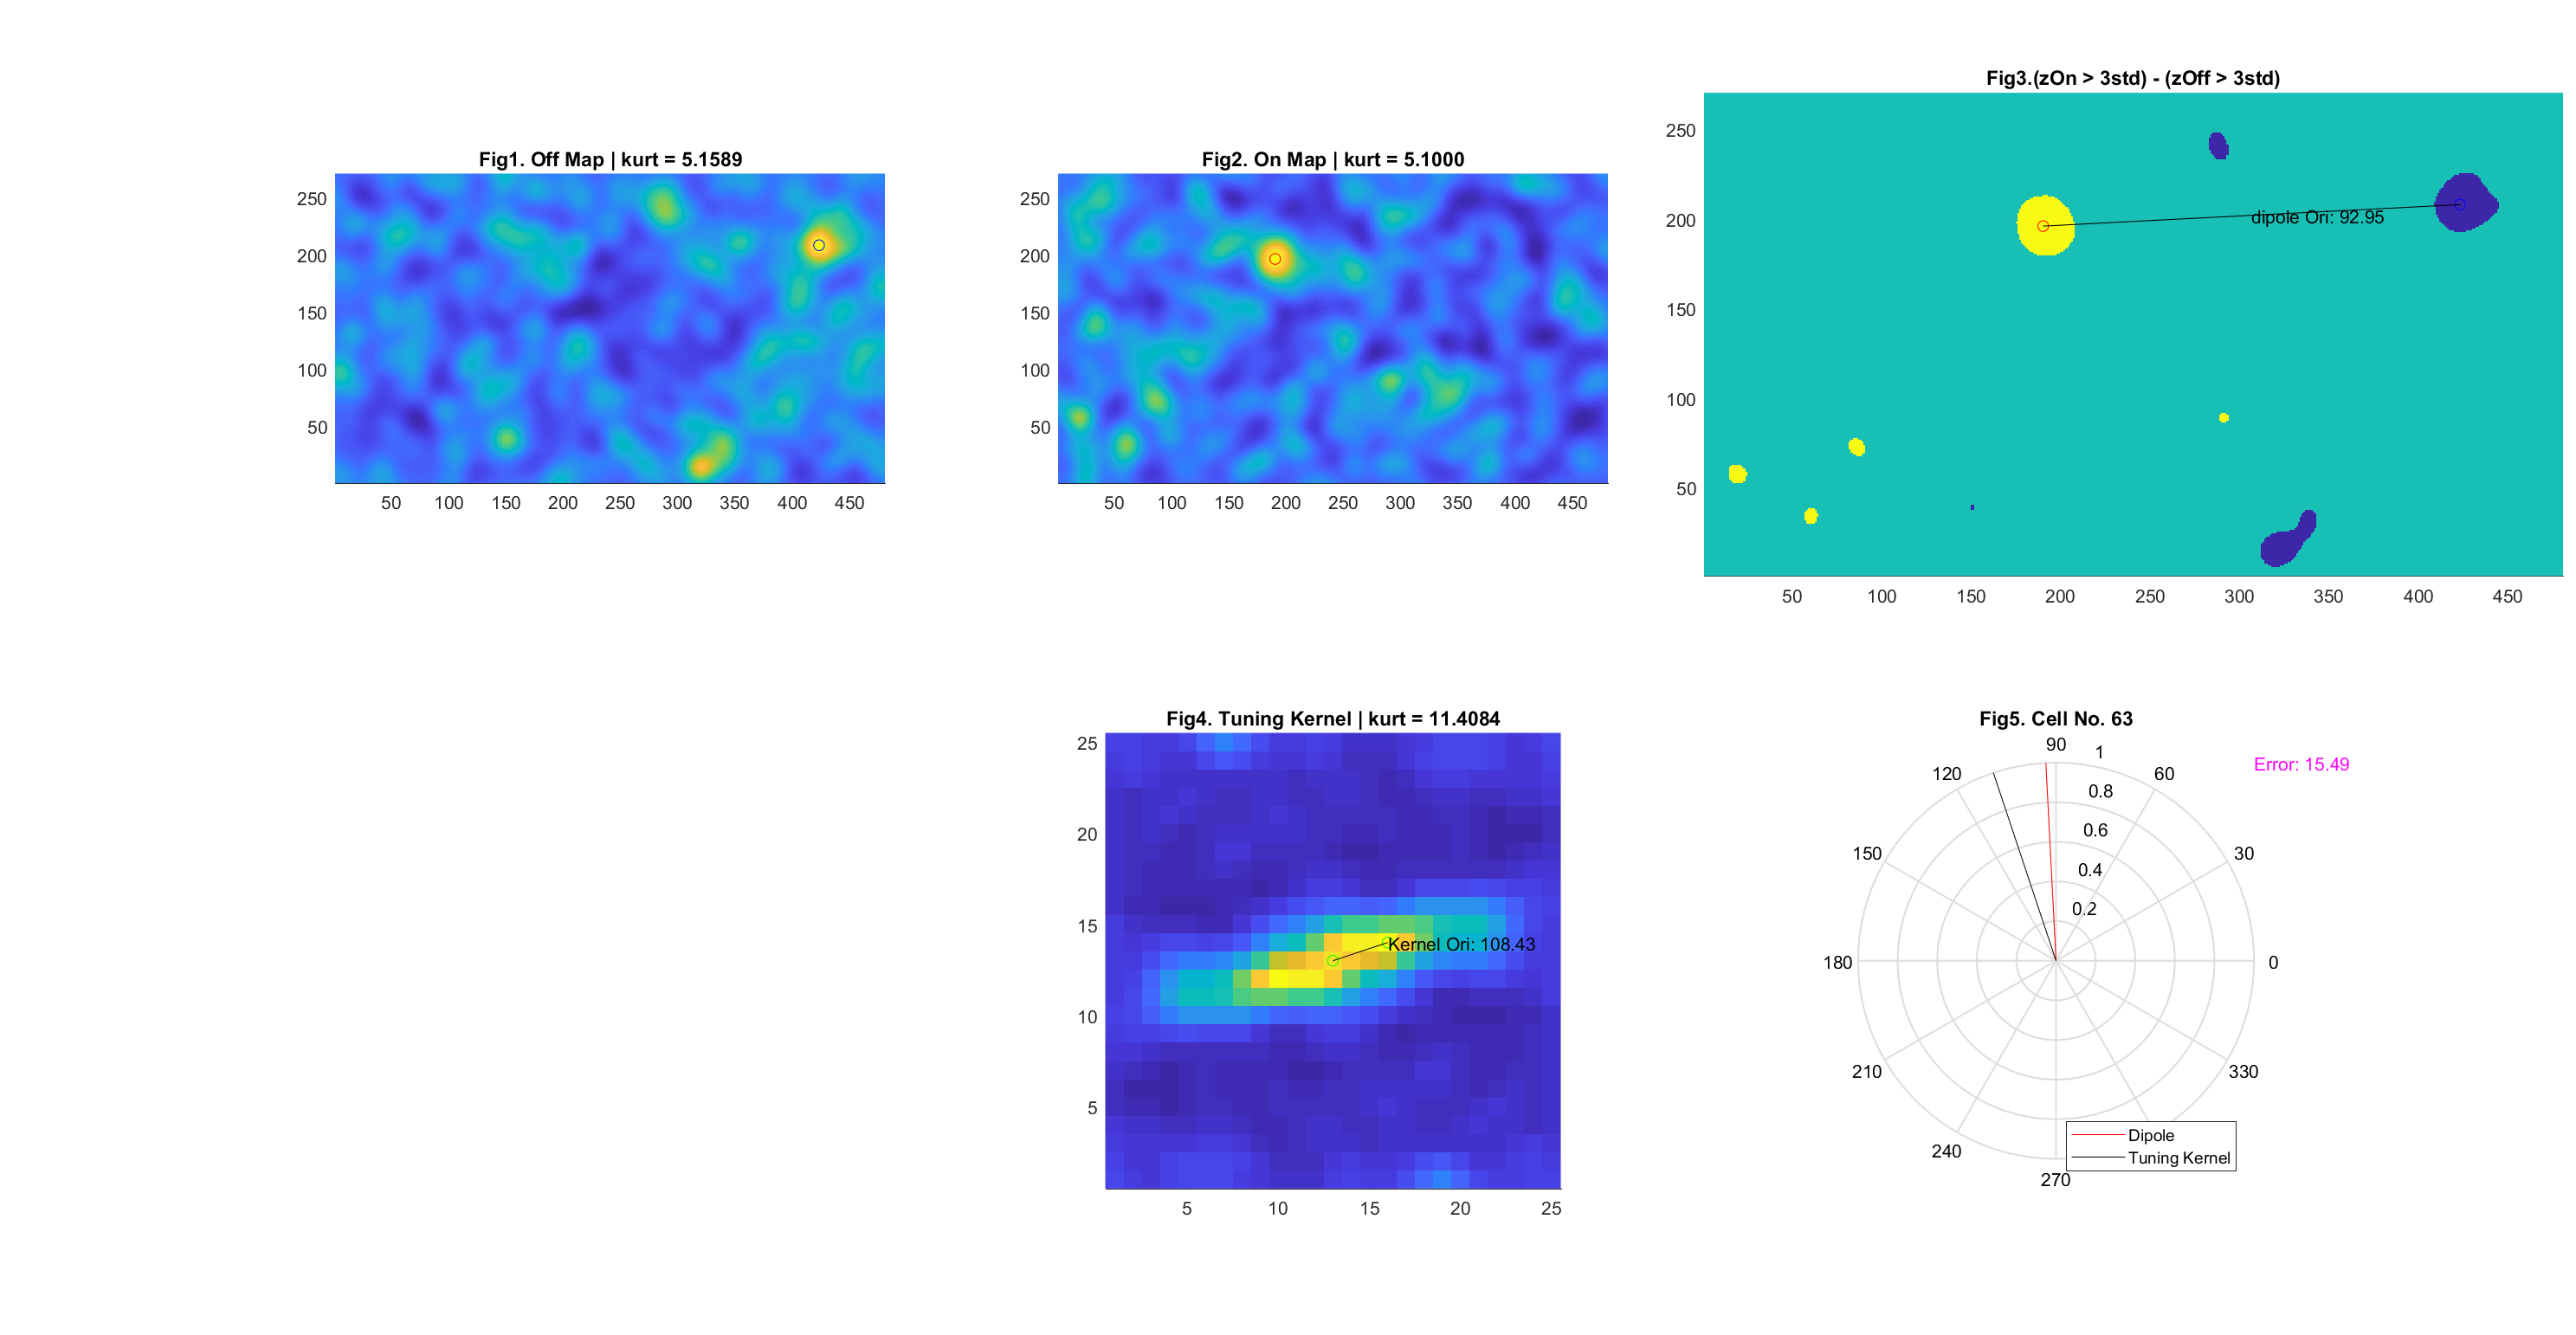 Fig1. Off Map | kurt = 5.1589
250
200
150
100
50
50 100 150 200 250 300 350 400 450
Fig2. On Map | kurt = 5.1000
250
200
150
100
50
50 100 150 200 250 300 350 400 450
Fig3.(zOn > 3std) - (zOff > 3std)
250
200
150
100
50
dipole Ori: 92.95
50 100 150 200 250 300 350 400 450
Fig4. Tuning Kernel | kurt = 11.4084
25
20
15
10
5
Kernel Ori: 108.43
5 10 15 20 25
Fig5. Cell No. 63
Error: 15.49
90
1
120
60
0.8
0.6
150
30
0.4
0.2
180
0
210
330
240
270
Dipole
Tuning Kernel